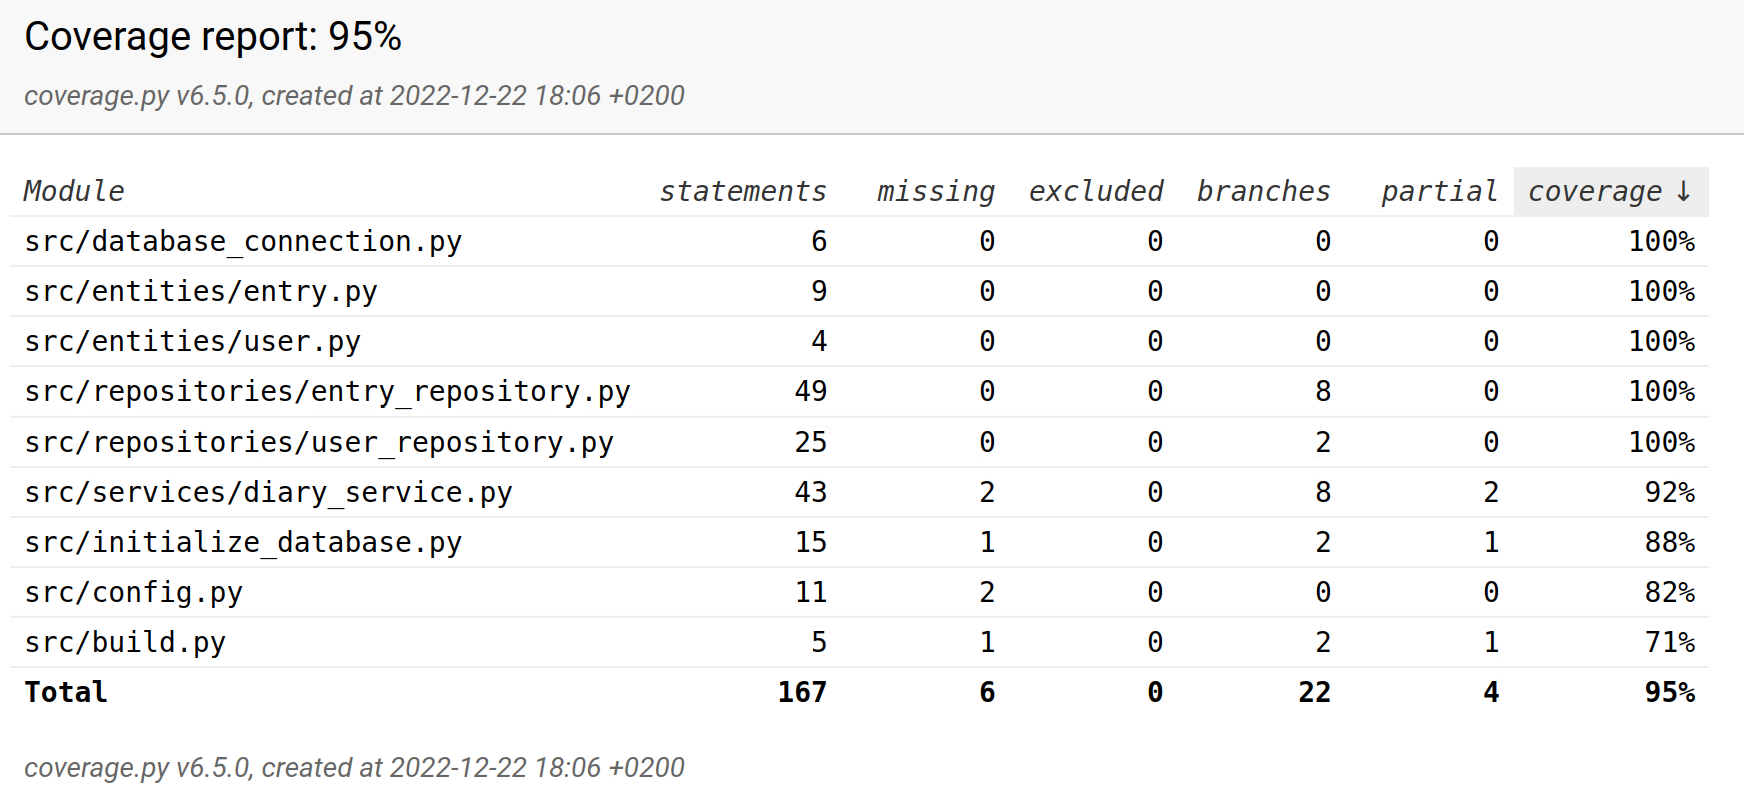 Coverage report: 95%
coverage.py v6.5.0, created at 2022-12-22 18:06 +0200
Module statements missing excluded branches partial coverage ↓
src/database_connection.py 6 0 0 0 0 100%
src/entities/entry.py 9 0 0 0 0 100%
src/entities/user.py 4 0 0 0 0 100%
src/repositories/entry_repository.py 49 0 0 8 0 100%
src/repositories/user_repository.py 25 0 0 2 0 100%
src/services/diary_service.py 43 2 0 8 2 92%
src/initialize_database.py 15 1 0 2 1 88%
src/config.py 11 2 0 0 0 82%
src/build.py 5 1 0 2 1 71%
Total 167 6 0 22 4 95%
coverage.py v6.5.0, created at 2022-12-22 18:06 +0200